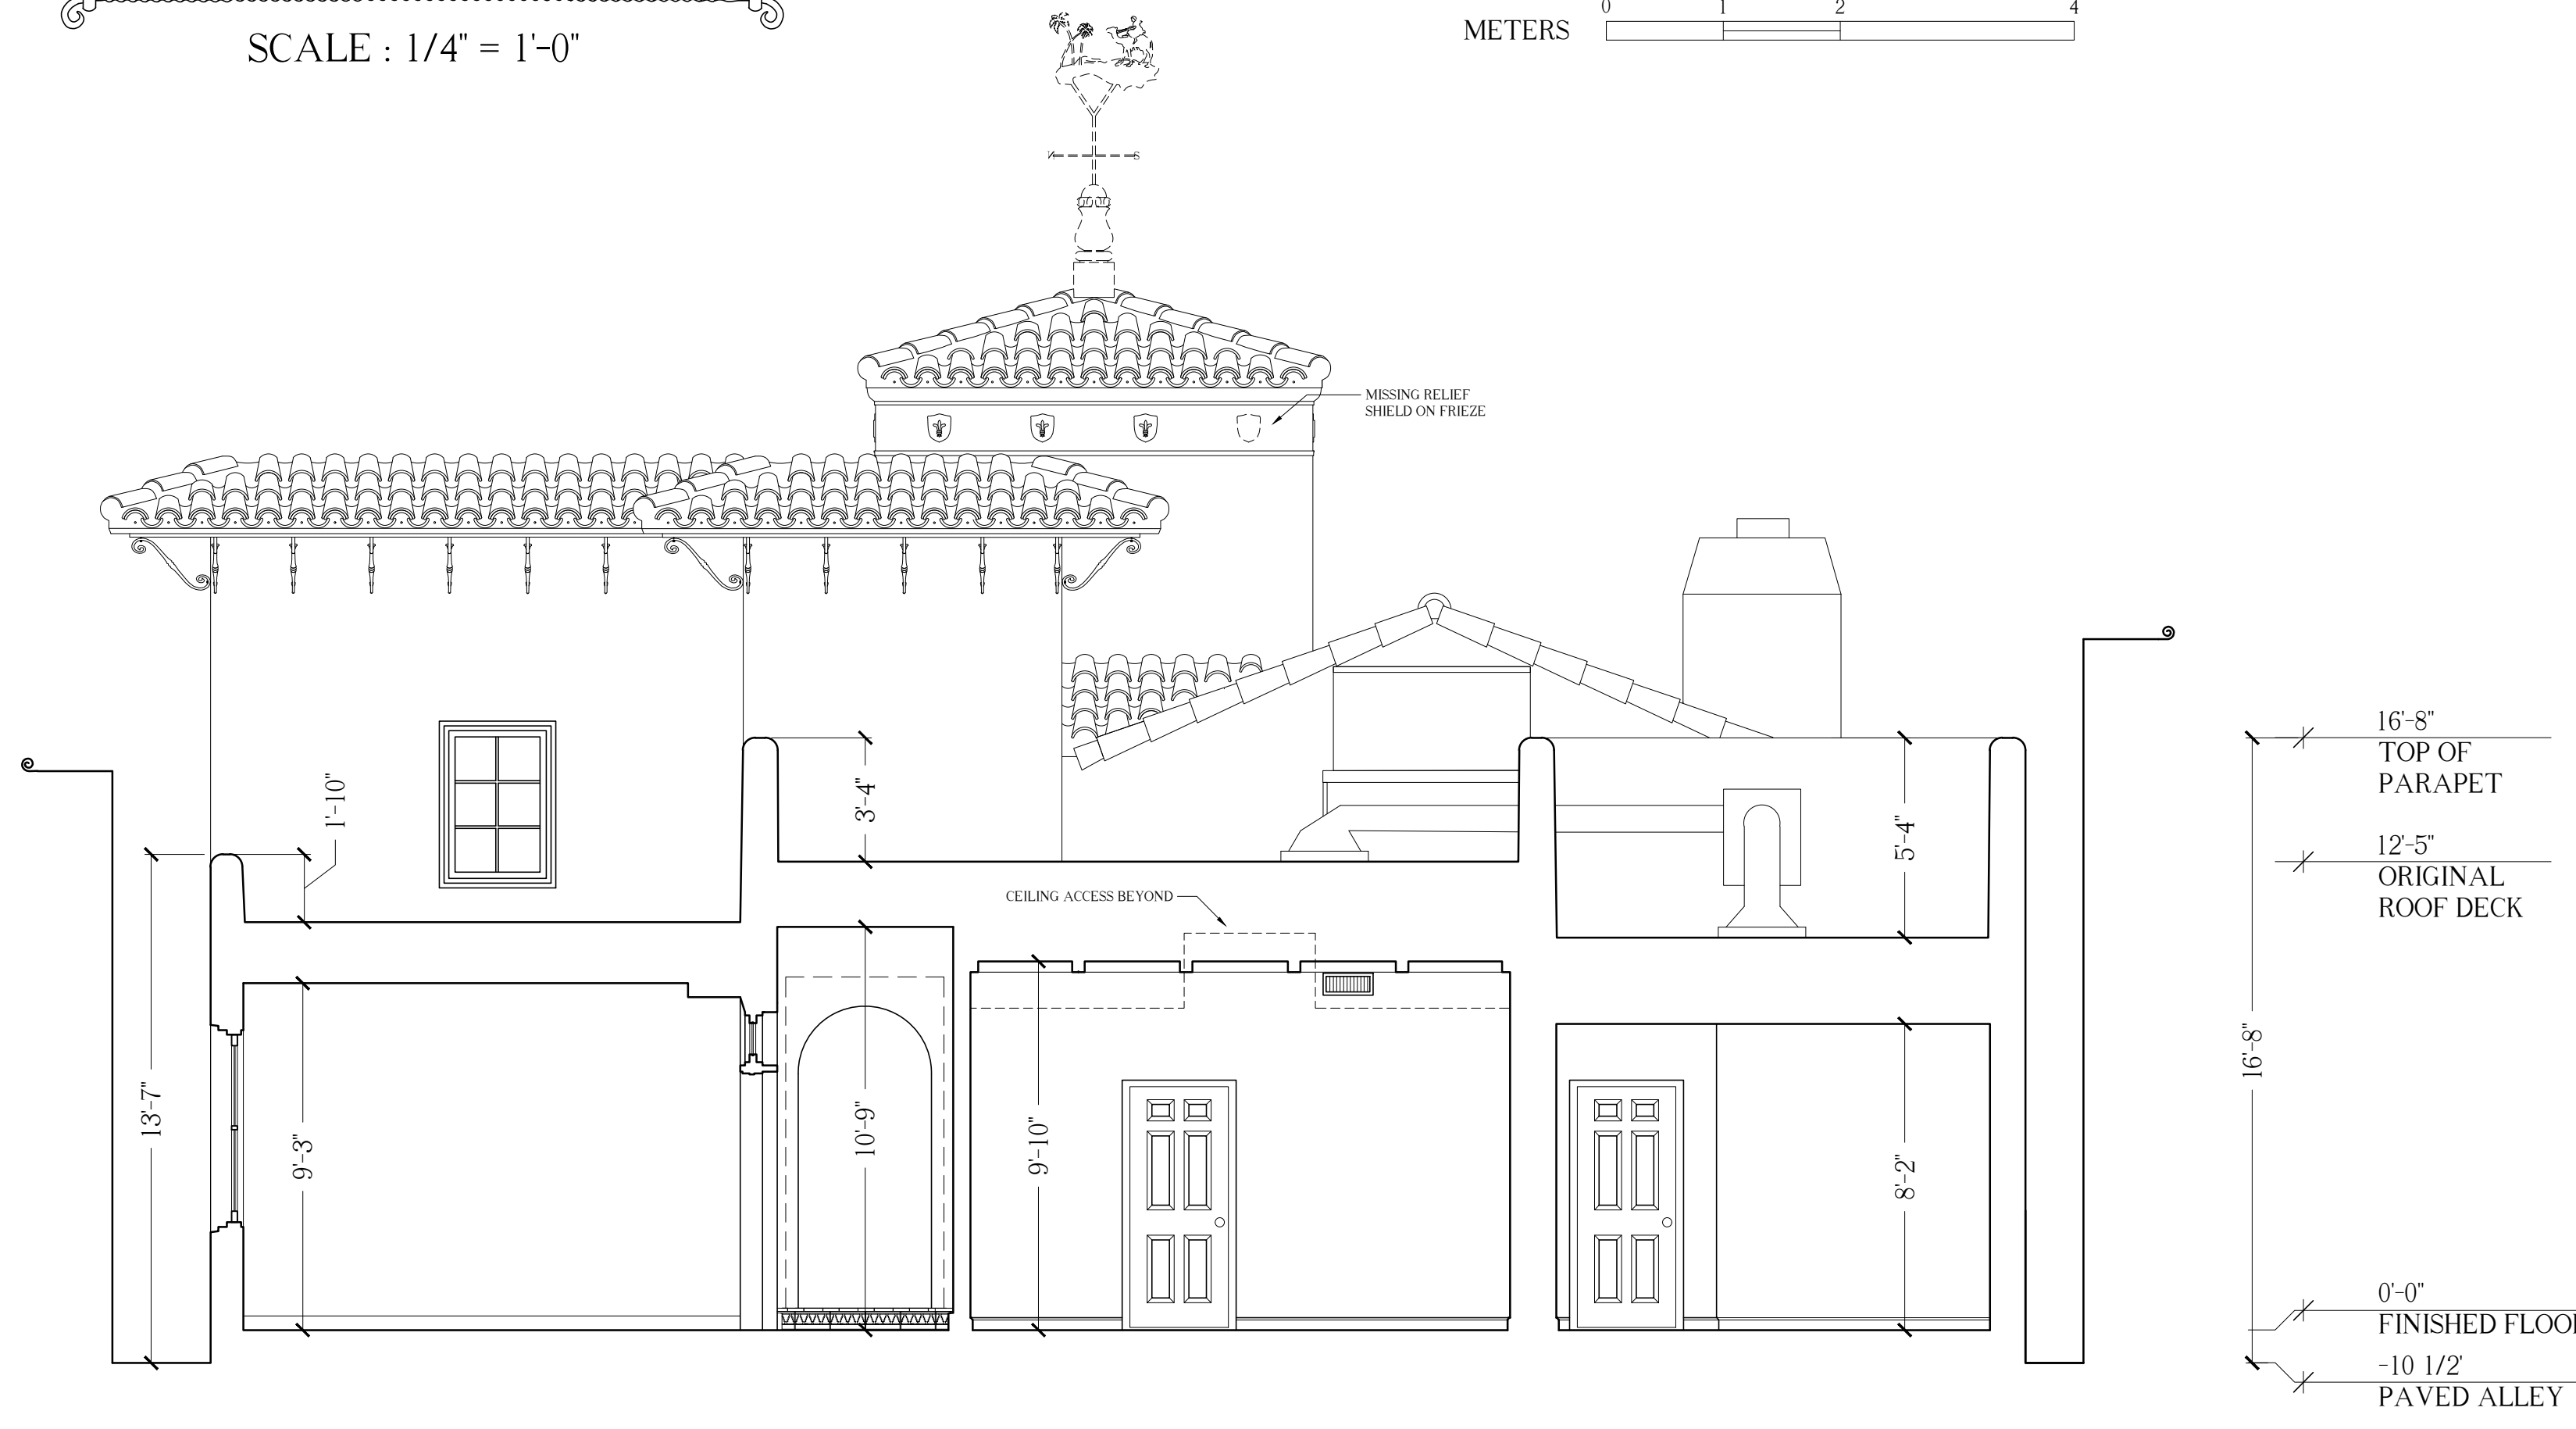 SCALE : 1/4" = 1'-0"
METERS
0 1 2 4
N S
MISSING RELIEF
SHIELD ON FRIEZE
16'-8"
TOP OF
PARAPET
1'-10"
3'-4"
5'-4"
12'-5"
ORIGINAL
ROOF DECK
CEILING ACCESS BEYOND
13'-7"
9'-3"
10'-9"
9'-10"
8'-2"
16'-8"
0'-0"
FINISHED FLOO
-10 1/2'
PAVED ALLEY